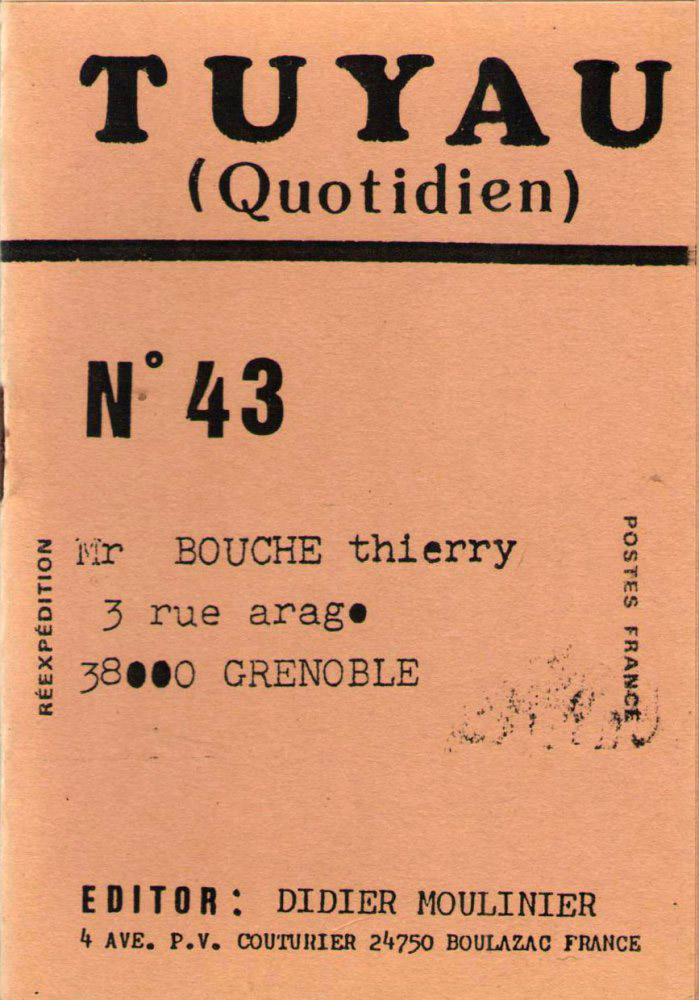 TUYAU
(Quotidien)
N° 43
Mr BOUCHE thierry
3 rue arago
38000 GRENOBLE
RÉEXPÉDITION
POSTES FRANCE
EDITOR: DIDIER MOULINIER
4 AVE. P.V. COUTURIER 24750 BOULAZAC FRANCE